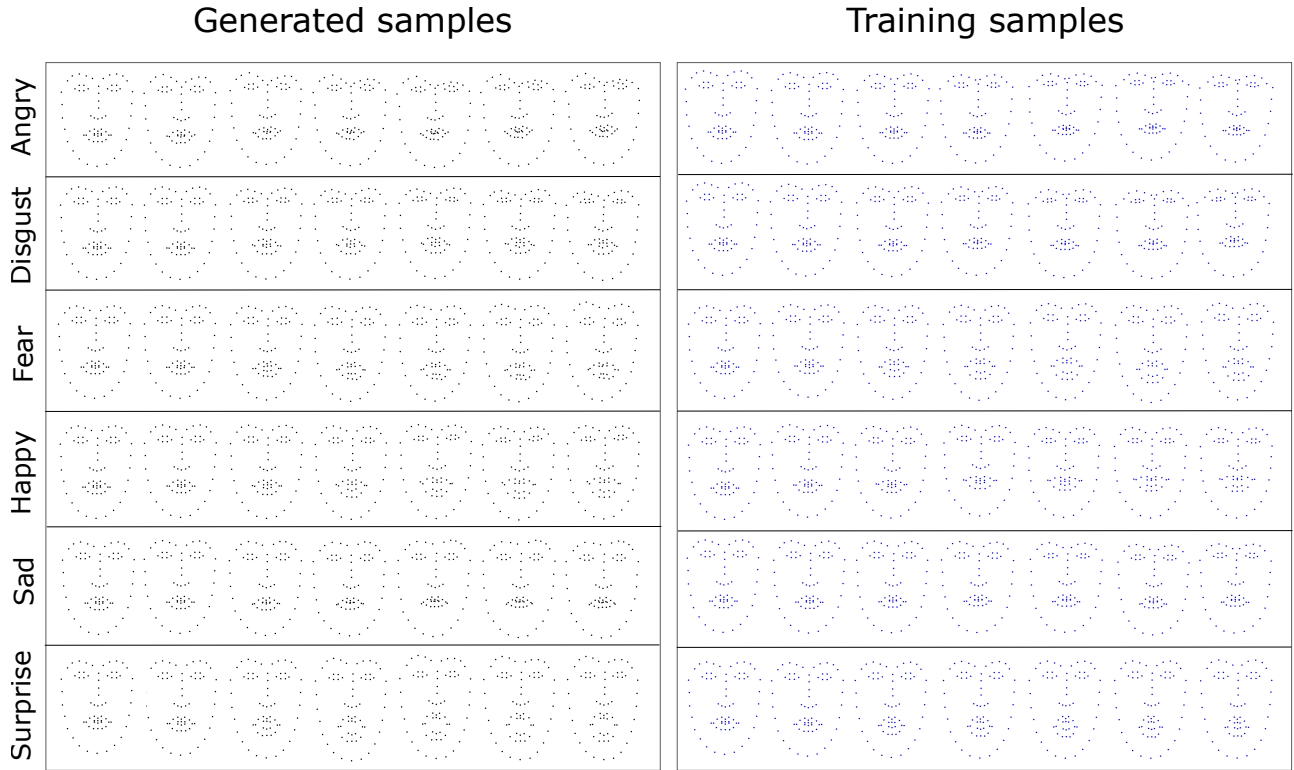 Generated samples
Training samples
Angry
Disgust
Fear
Happy
Sad
Surprise